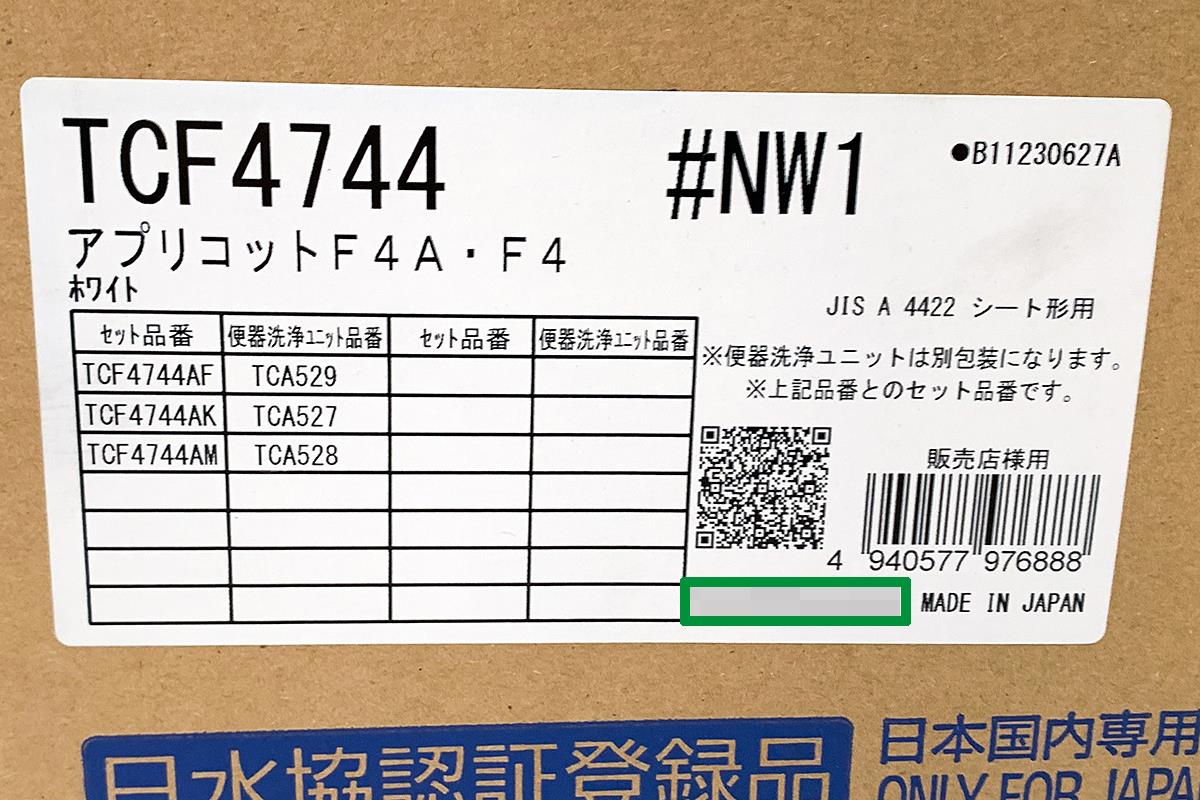 TCF4744 #NW1 ●B11230627A
アプリコットF4A・F4
ホワイト
JIS A 4422 シート形用
セット品番 便器洗浄ユニット品番 セット品番 便器洗浄ユニット品番
TCF4744AF TCA529
TCF4744AK TCA527
TCF4744AM TCA528
※便器洗浄ユニットは別包装になります。
※上記品番とのセット品番です。
販売店様用
4 940577 976888
MADE IN JAPAN
日水協認証登録品
日本国内専用
ONLY FOR JAPA